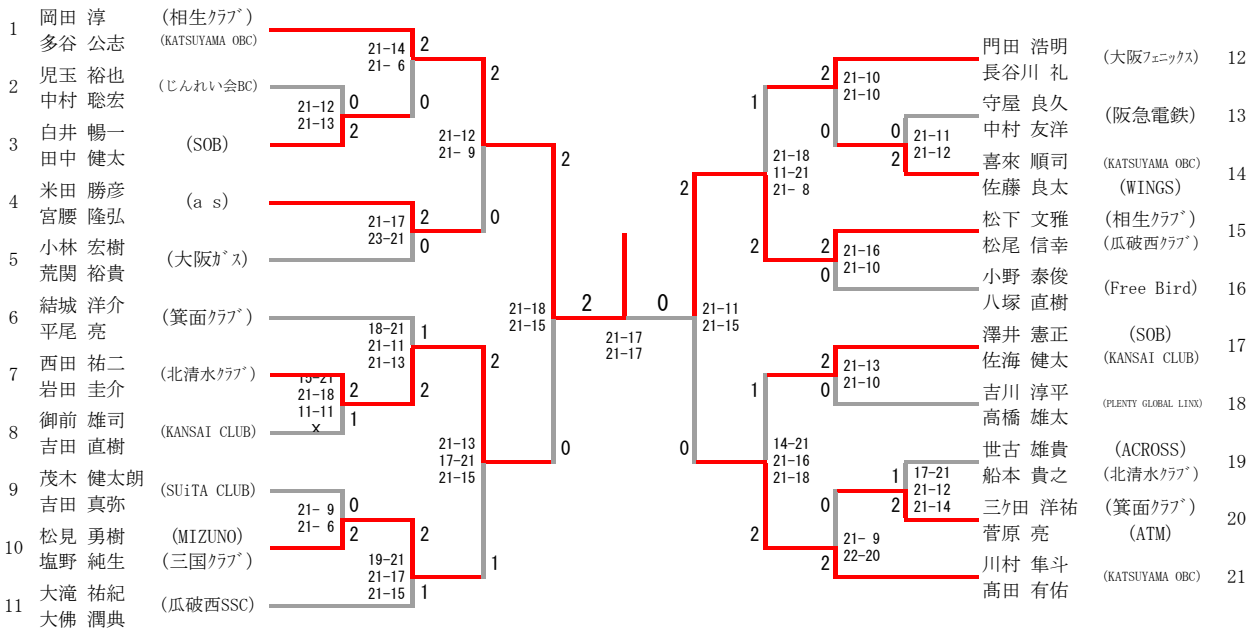 1 岡田 淳 (相生ｸﾗﾌﾞ)
多谷 公志 (KATSUYAMA OBC)
2 児玉 裕也 (じんれい会BC)
中村 聡宏
3 白井 暢一 (SOB)
田中 健太
4 米田 勝彦 (a s)
宮腰 隆弘
5 小林 宏樹 (大阪ｶﾞｽ)
荒関 裕貴
6 結城 洋介 (箕面ｸﾗﾌﾞ)
平尾 亮
7 西田 祐二 (北清水ｸﾗﾌﾞ)
岩田 圭介
8 御前 雄司 (KANSAI CLUB)
吉田 直樹
9 茂木 健太朗 (SUiTA CLUB)
吉田 真弥
10 松見 勇樹 (MIZUNO)
塩野 純生 (三国ｸﾗﾌﾞ)
11 大滝 祐紀 (瓜破西SSC)
大佛 潤典
21-12 0
21-13 2
2
21-18
11-11 1
X
21- 9 0
21- 6 2
21-14 2
21- 6 0
21-17 2
23-21 0
18-21 1
21-11
21-13 2
19-21 2
21-17
21-15 1
21-12 2
21- 9 0
21-13 2
17-21
21-15 1
21-18 2
21-15 0
2 0
21-17
21-17
2 21-11
0 21-15
1 21-18
11-21
2 21- 8
1 14-21
21-16
2 21-18
2 21-10
0 21-10
2 21-16
0 21-10
2 21-13
0 21-10
0 21- 9
2 22-20
0 21-11
2 21-12
1 17-21
21-12
2 21-14
門田 浩明 (大阪ﾌｪﾆｯｸｽ) 12
長谷川 礼
守屋 良久 (阪急電鉄) 13
中村 友洋
喜來 順司 (KATSUYAMA OBC) 14
佐藤 良太 (WINGS)
松下 文雅 (相生ｸﾗﾌﾞ) 15
松尾 信幸 (瓜破西ｸﾗﾌﾞ)
小野 泰俊 (Free Bird) 16
八塚 直樹
澤井 憲正 (SOB) 17
佐海 健太 (KANSAI CLUB)
吉川 淳平 (PLENTY GLOBAL LINX) 18
高橋 雄太
世古 雄貴 (ACROSS) 19
船本 貴之 (北清水ｸﾗﾌﾞ)
三ｹ田 洋祐 (箕面ｸﾗﾌﾞ) 20
菅原 亮 (ATM)
川村 隼斗 (KATSUYAMA OBC) 21
髙田 有佑